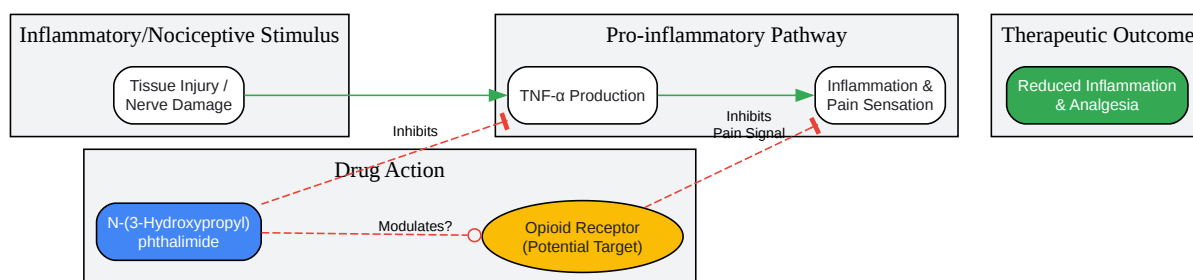 Inflammatory/Nociceptive Stimulus
Tissue Injury /
Nerve Damage
Pro-inflammatory Pathway
TNF-α Production
Inflammation &
Pain Sensation
Therapeutic Outcome
Reduced Inflammation
& Analgesia
Inhibits
Inhibits
Pain Signal
Drug Action
N-(3-Hydroxypropyl)
phthalimide
Modulates?
Opioid Receptor
(Potential Target)